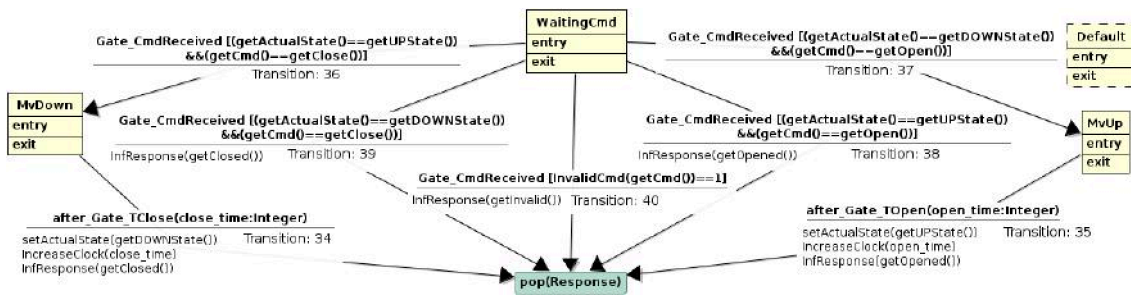 WaitingCmd
entry
exit
Gate_CmdReceived [(getActualState()==getUPState())
&&(getCmd()==getClose())]
Transition: 36
Gate_CmdReceived [(getActualState()==getDOWNState())
&&(getCmd()==getOpen())]
Transition: 37
Default
entry
exit
MvDown
entry
exit
Gate_CmdReceived [(getActualState()==getDOWNState())
&&(getCmd()==getClose())]
InfResponse(getClosed())
Transition: 39
Gate_CmdReceived [(getActualState()==getUPState())
&&(getCmd()==getOpen())]
InfResponse(getOpened())
Transition: 38
MvUp
entry
exit
Gate_CmdReceived [InvalidCmd(getCmd())==1]
InfResponse(getInvalid())
Transition: 40
after_Gate_TClose(close_time:Integer)
setActualState(getDOWNState())
IncreaseClock(close_time)
InfResponse(getClosed())
Transition: 34
after_Gate_TOpen(open_time:Integer)
setActualState(getUPState())
IncreaseClock(open_time)
InfResponse(getOpened())
Transition: 35
pop(Response)